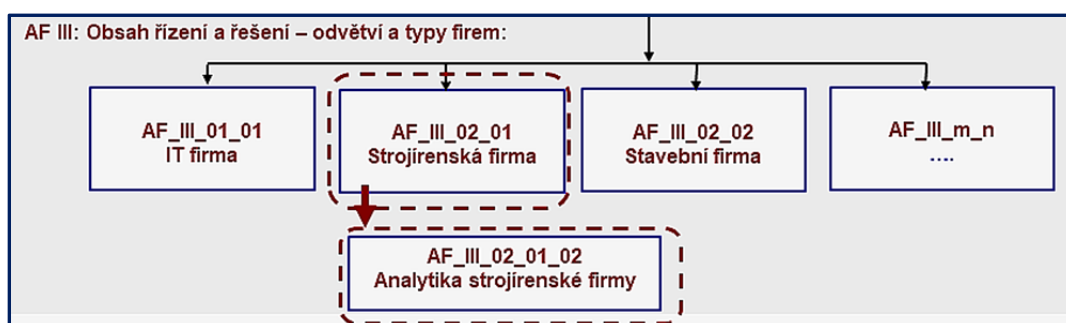 AF III: Obsah řízení a řešení – odvětví a typy firem:
AF_III_01_01
IT firma
AF_III_02_01
Strojírenská firma
AF_III_02_02
Stavební firma
AF_III_m_n
....
AF_III_02_01_02
Analytika strojírenské firmy